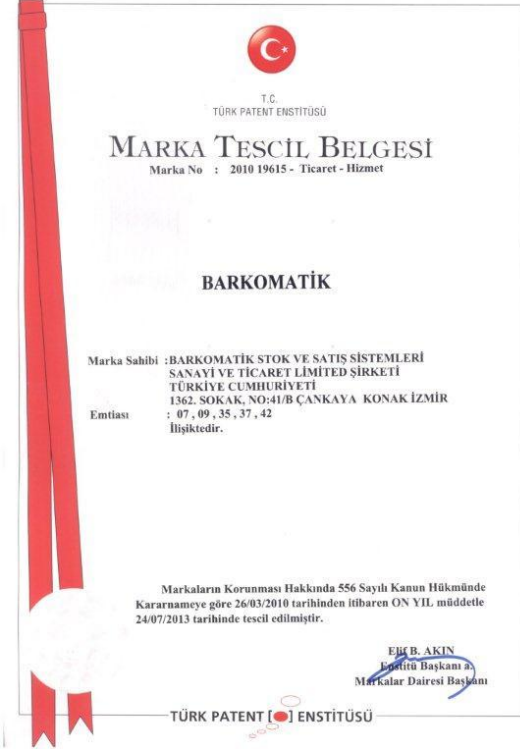 T.C.
TÜRK PATENT ENSTİTÜSÜ
MARKA TESCİL BELGESİ
Marka No : 2010 19615 - Ticaret - Hizmet
BARKOMATİK
Marka Sahibi : BARKOMATİK STOK VE SATIŞ SİSTEMLERİ
SANAYİ VE TİCARET LİMİTED ŞİRKETİ
TÜRKİYE CUMHURİYETİ
1362. SOKAK, NO:41/B ÇANKAYA KONAK İZMİR
Emtiası : 07 , 09 , 35 , 37 , 42
İlişiktedir.
Markaların Korunması Hakkında 556 Sayılı Kanun Hükmünde
Kararnameye göre 26/03/2010 tarihinden itibaren ON YIL müddetle
24/07/2013 tarihinde tescil edilmiştir.
Elif B. AKIN
Enstitü Başkanı a.
Markalar Dairesi Başkanı
TÜRK PATENT ENSTİTÜSÜ